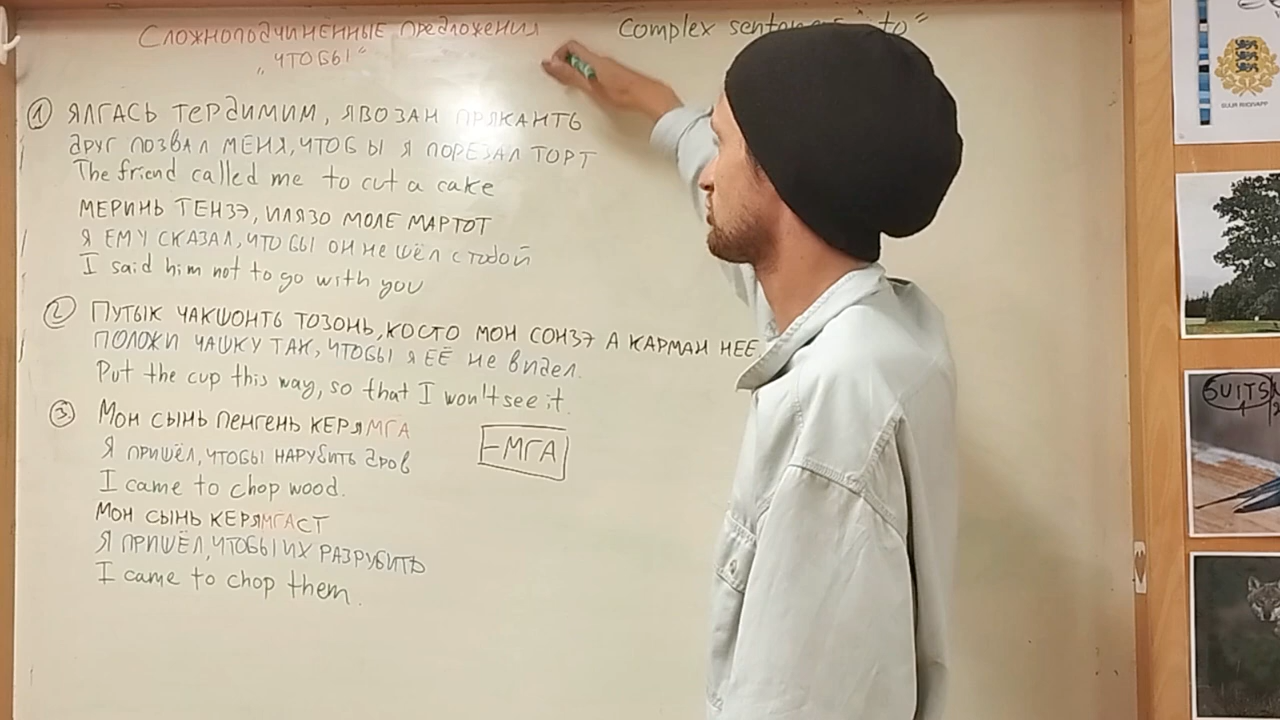 Сложноподчинённые предложения
"чтобы"
Complex to"
① ЯЛГАСЬ ТЕРДИМИМ, ЯВОЗАН ПРЯКАНТЬ
ДРУГ ПОЗВАЛ МЕНЯ, ЧТОБЫ Я ПОРЕЗАЛ ТОРТ
The friend called me to cut a cake
МЕРИНЬ ТЕНЗЭ, ИЛЯЗО МОЛЕ МАРТОТ
Я ЕМУ СКАЗАЛ, ЧТОБЫ ОН НЕ ШЁЛ С ТОБОЙ
I said him not to go with you
② ПУТЫК ЧАКШОНТЬ ТОЗОНЬ, КОСТО МОН СОНЗЭ А КАРМАН НЕЕ
ПОЛОЖИ ЧАШКУ ТАК, ЧТОБЫ Я ЕЁ НЕ ВИДЕЛ.
Put the cup this way, so that I won't see it.
③ МОН СЫНЬ ПЕНГЕНЬ КЕРЯМГА
Я ПРИШЁЛ, ЧТОБЫ НАРУБИТЬ ДРОВ
I came to chop wood.
-МГА
МОН СЫНЬ КЕРЯМГАСТ
Я ПРИШЁЛ, ЧТОБЫ ИХ РАЗРУБИТЬ
I came to chop them.
SUUR RIIGIVAPP
SUITS